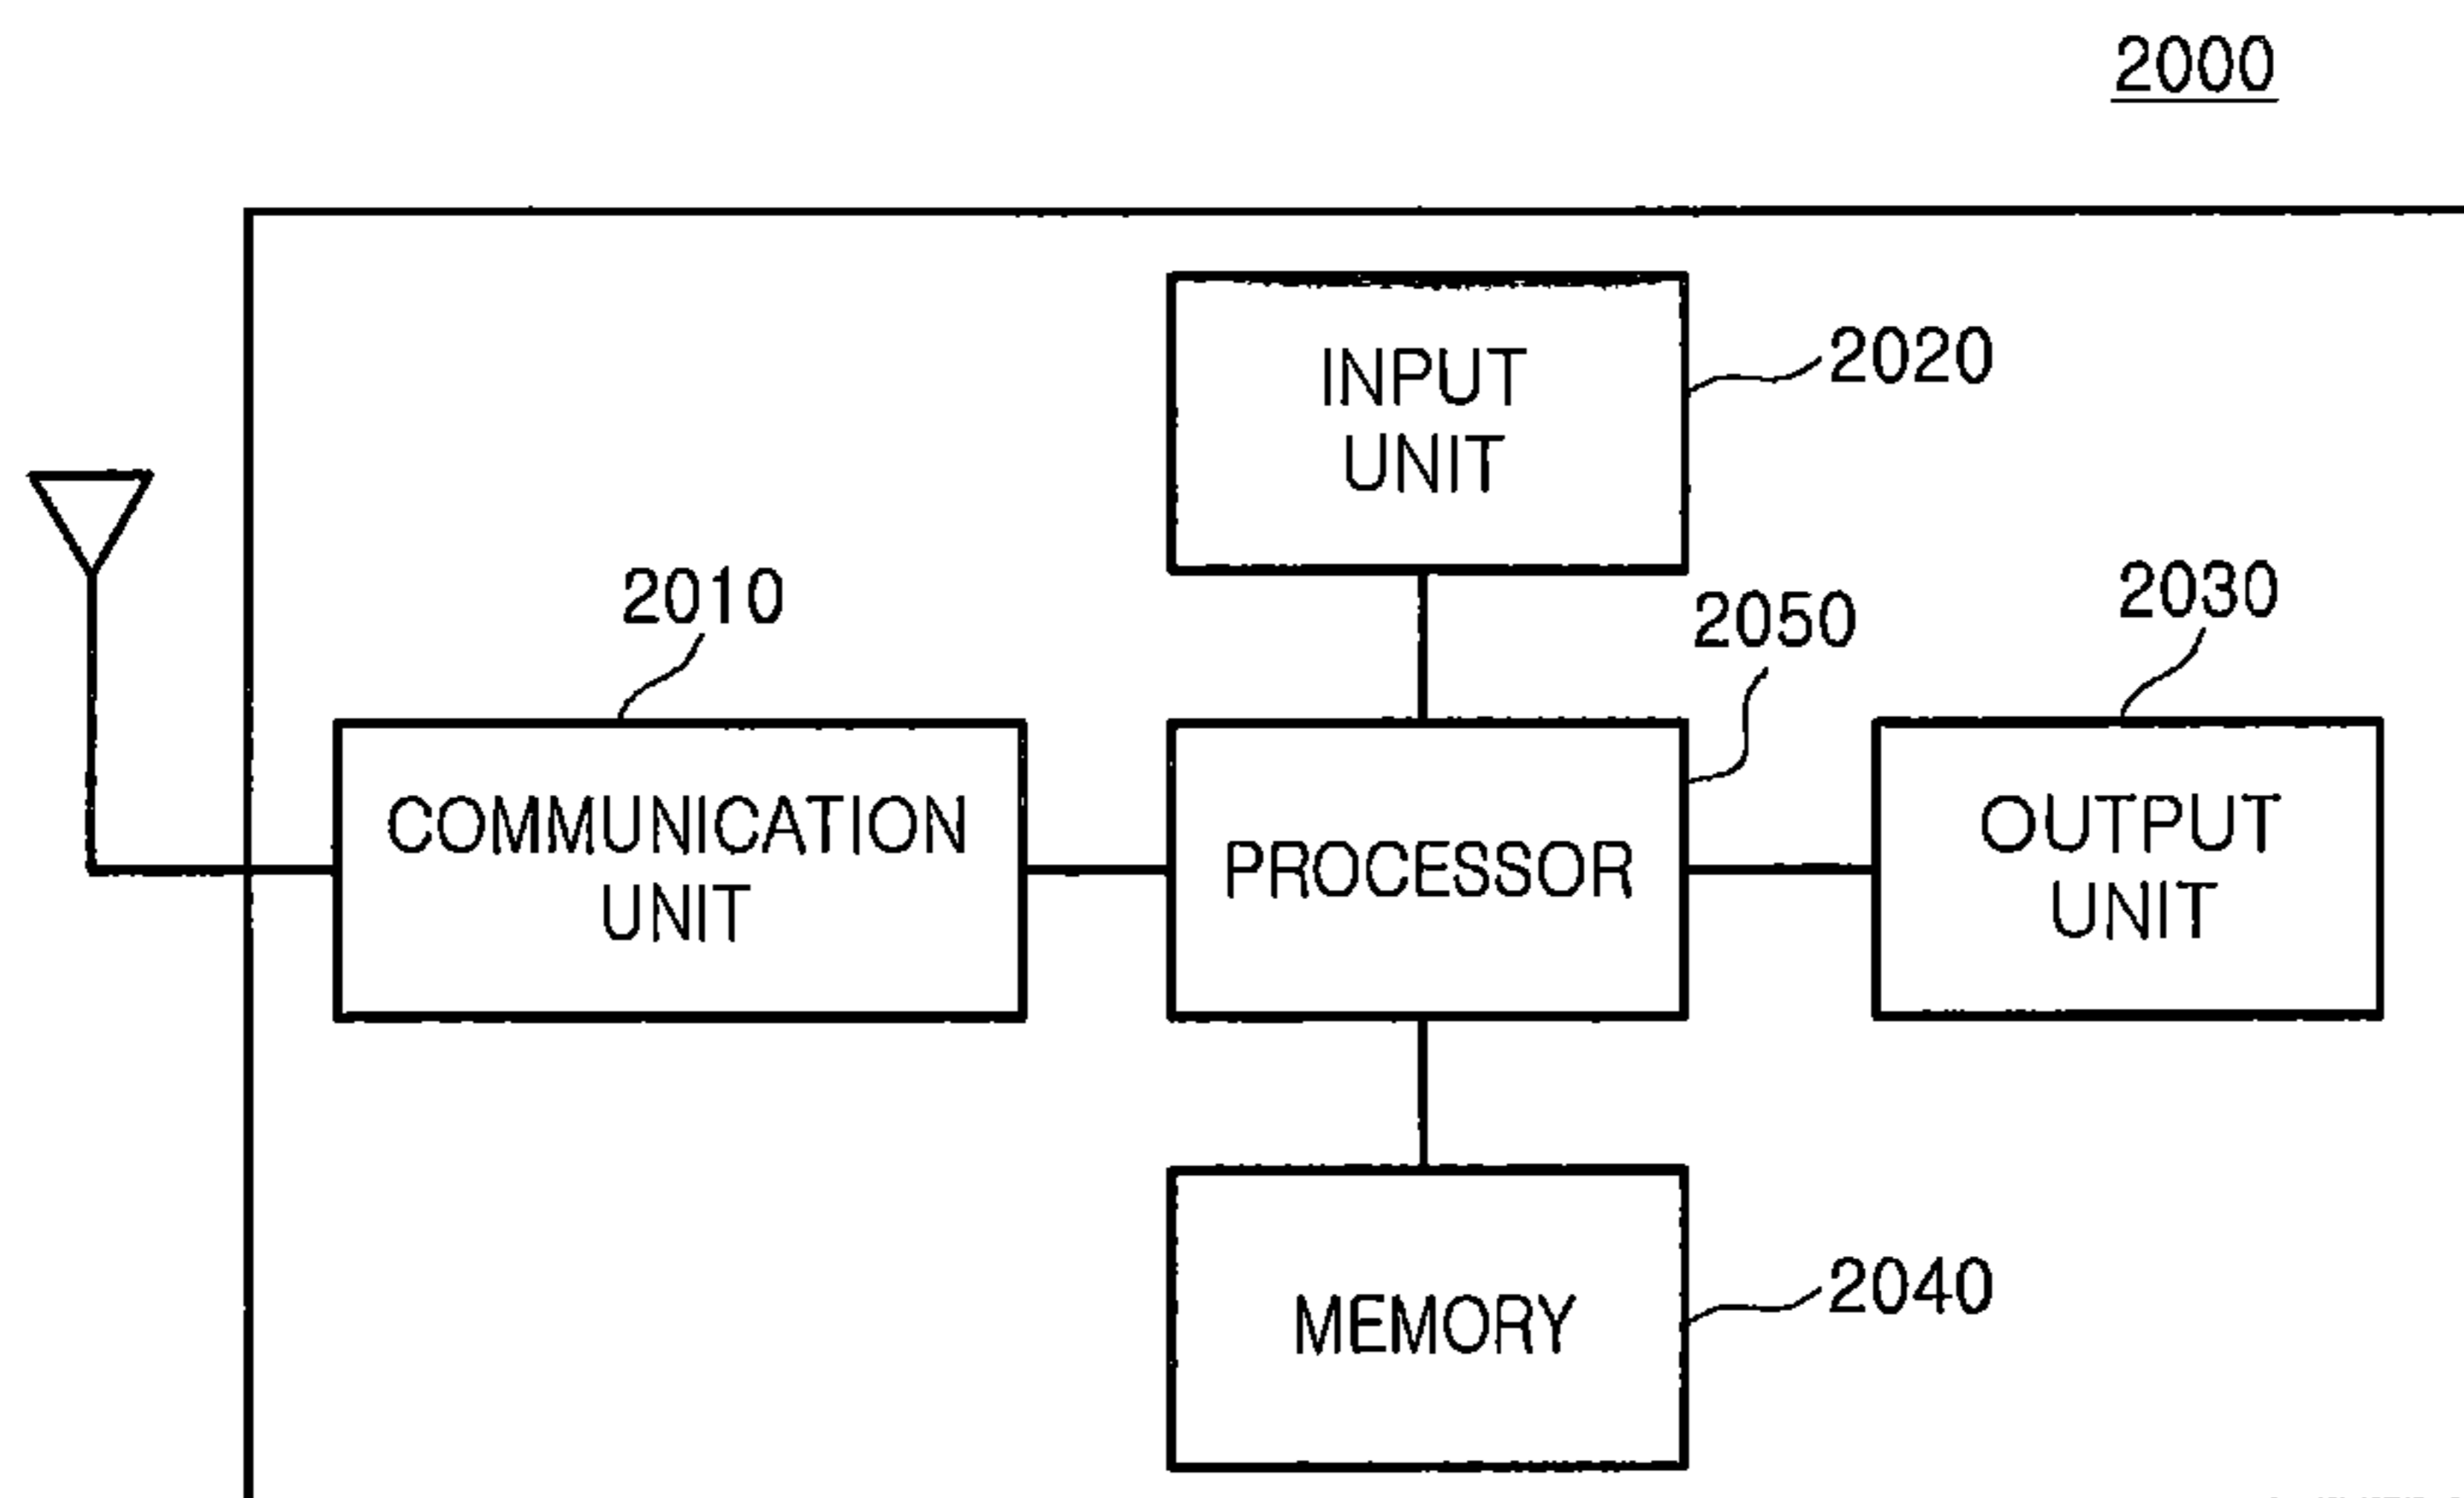 2000
INPUT
UNIT
2020
2010
2050
2030
COMMUNICATION
UNIT
PROCESSOR
OUTPUT
UNIT
MEMORY
2040